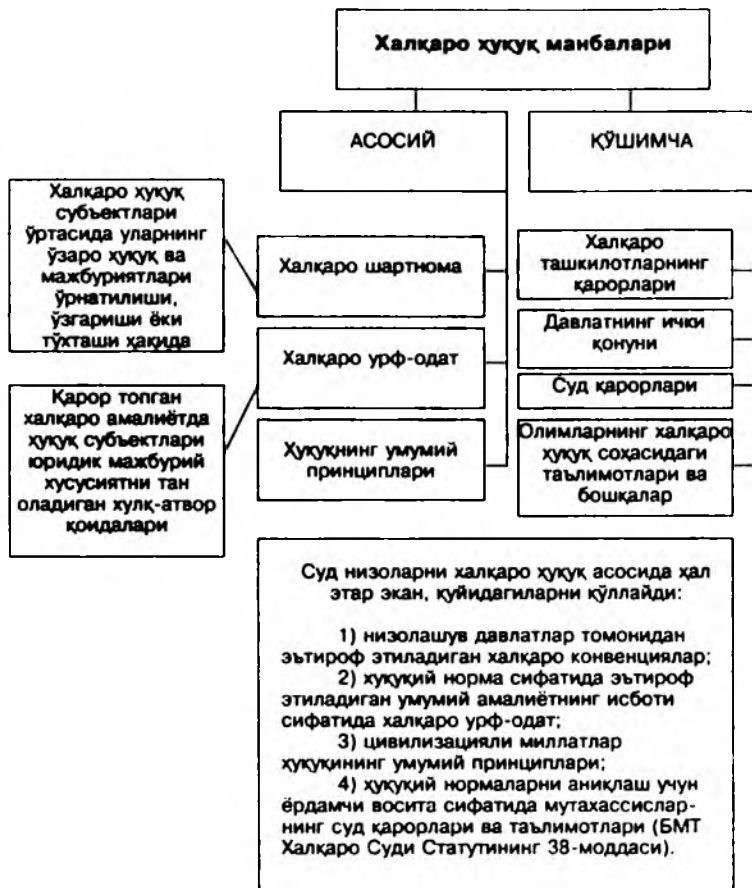 Халқаро ҳуқуқ манбалари
АСОСИЙ
ҚЎШИМЧА
Халқаро ҳуқуқ
субъектлари
ўртасида уларнинг
ўзаро ҳуқуқ ва
мажбуриятлари
ўрнатилиши,
ўзгариши ёки
тўхташи ҳақида
Қарор топган
халқаро амалиётда
ҳуқуқ субъектлари
юридик мажбурий
хусусиятни тан
оладиган хулқ-атвор
қоидалари
Халқаро шартнома
Халқаро урф-одат
Ҳуқуқнинг умумий
принциплари
Халқаро
ташкилотларнинг
қарорлари
Давлатнинг ички
қонуни
Суд қарорлари
Олимларнинг халқаро
ҳуқуқ соҳасидаги
таълимотлари ва
бошқалар
Суд низоларни халқаро ҳуқуқ асосида ҳал
этар экан, қуйидагиларни қўллайди:
1) низолашув давлатлар томонидан
эътироф этиладиган халқаро конвенциялар;
2) ҳуқуқий норма сифатида эътироф
этиладиган умумий амалиётнинг исботи
сифатида халқаро урф-одат;
3) цивилизацияли миллатлар
ҳуқуқининг умумий принциплари;
4) ҳуқуқий нормаларни аниқлаш учун
ёрдамчи восита сифатида мутахассислар-
нинг суд қарорлари ва таълимотлари (БМТ
Халқаро Суди Статутининг 38-моддаси).